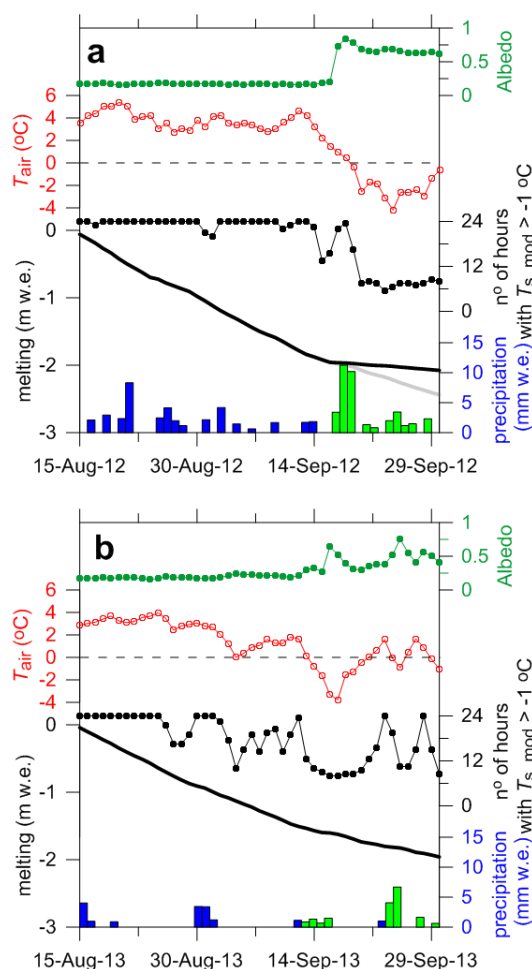 a
1
0.5
0
Albedo
6
4
2
0
-2
-4
Tair (ºC)
24
12
0
nº of hours
with Ts_mod > -1 ºC
0
-1
-2
-3
melting (m w.e.)
15
10
5
0
precipitation
(mm w.e.)
15-Aug-12 30-Aug-12 14-Sep-12 29-Sep-12
b
1
0.5
0
Albedo
6
4
2
0
-2
-4
Tair (ºC)
24
12
0
nº of hours
with Ts_mod > -1 ºC
0
-1
-2
-3
melting (m w.e.)
15
10
5
0
precipitation
(mm w.e.)
15-Aug-13 30-Aug-13 14-Sep-13 29-Sep-13